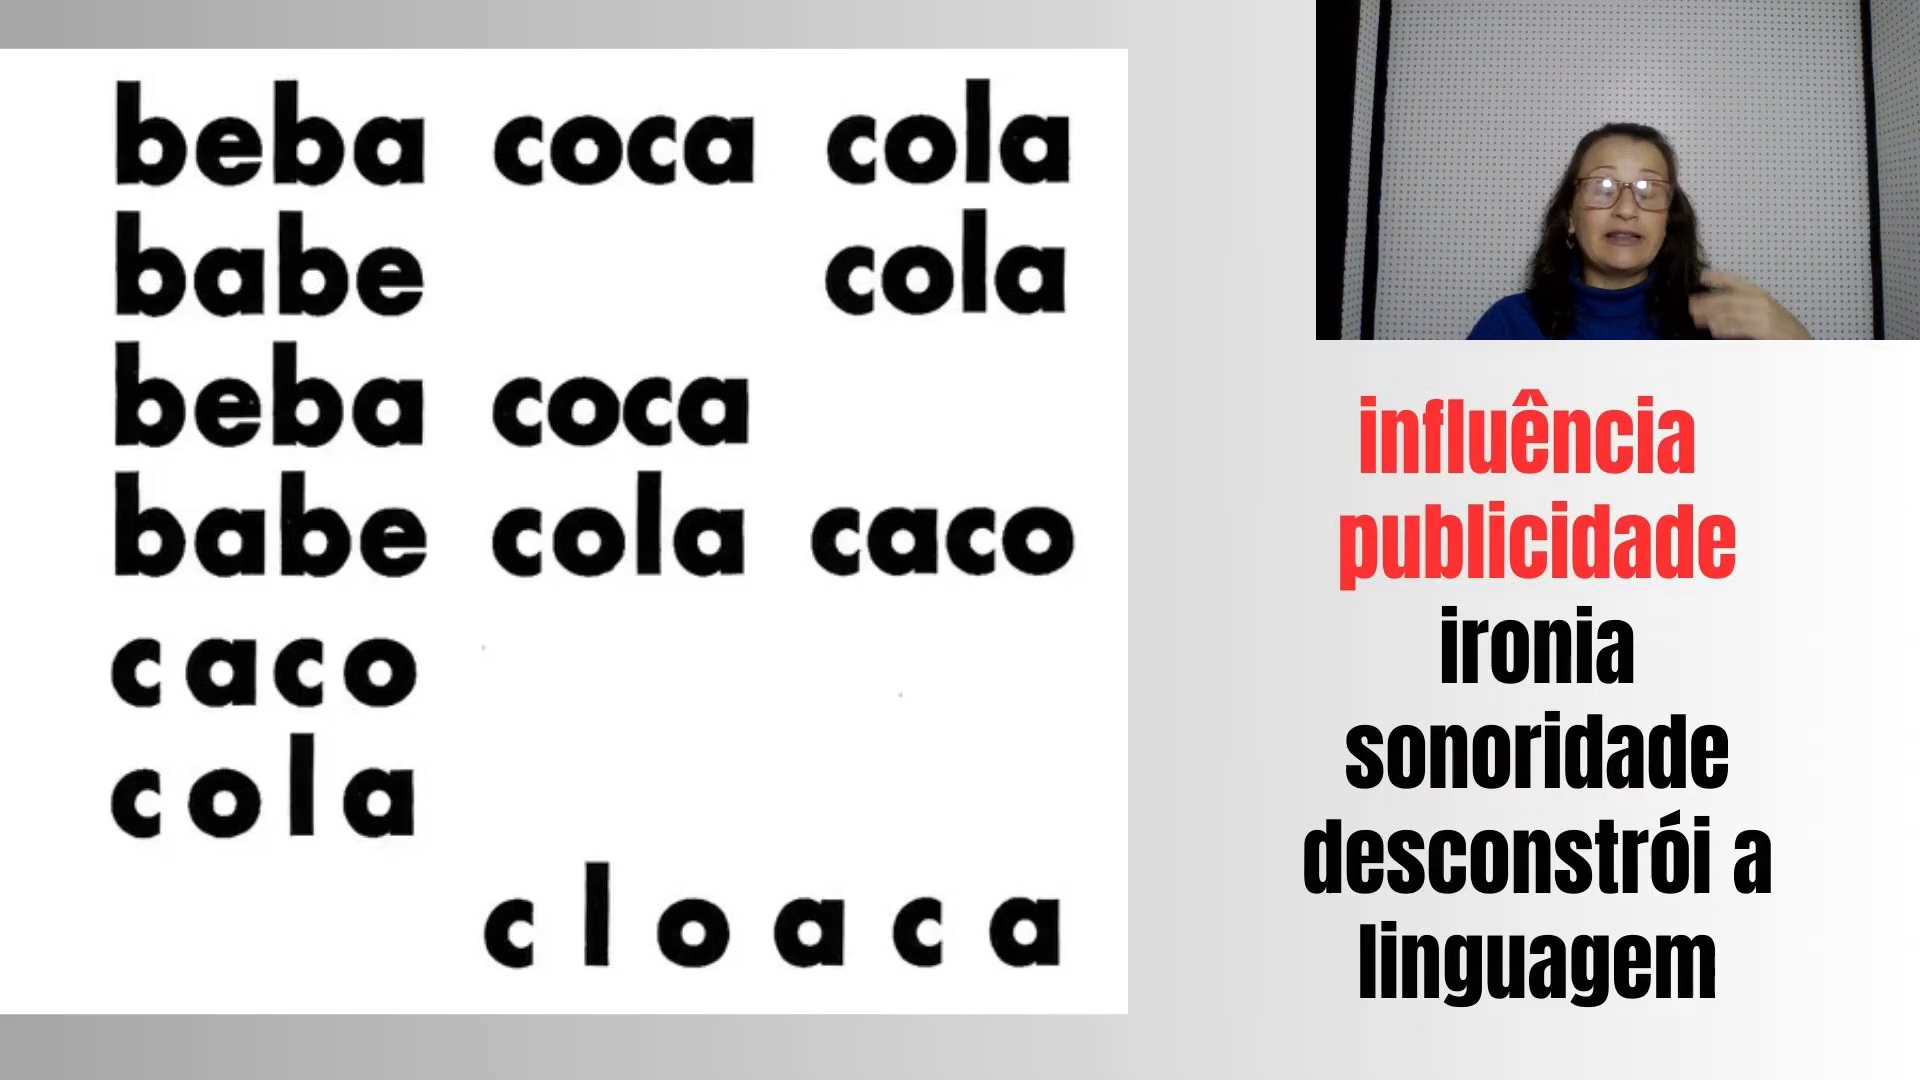 beba coca cola
babe cola
beba coca
babe cola caco
caco
cola
cloaca
influência
publicidade
ironia
sonoridade
desconstrói a
linguagem